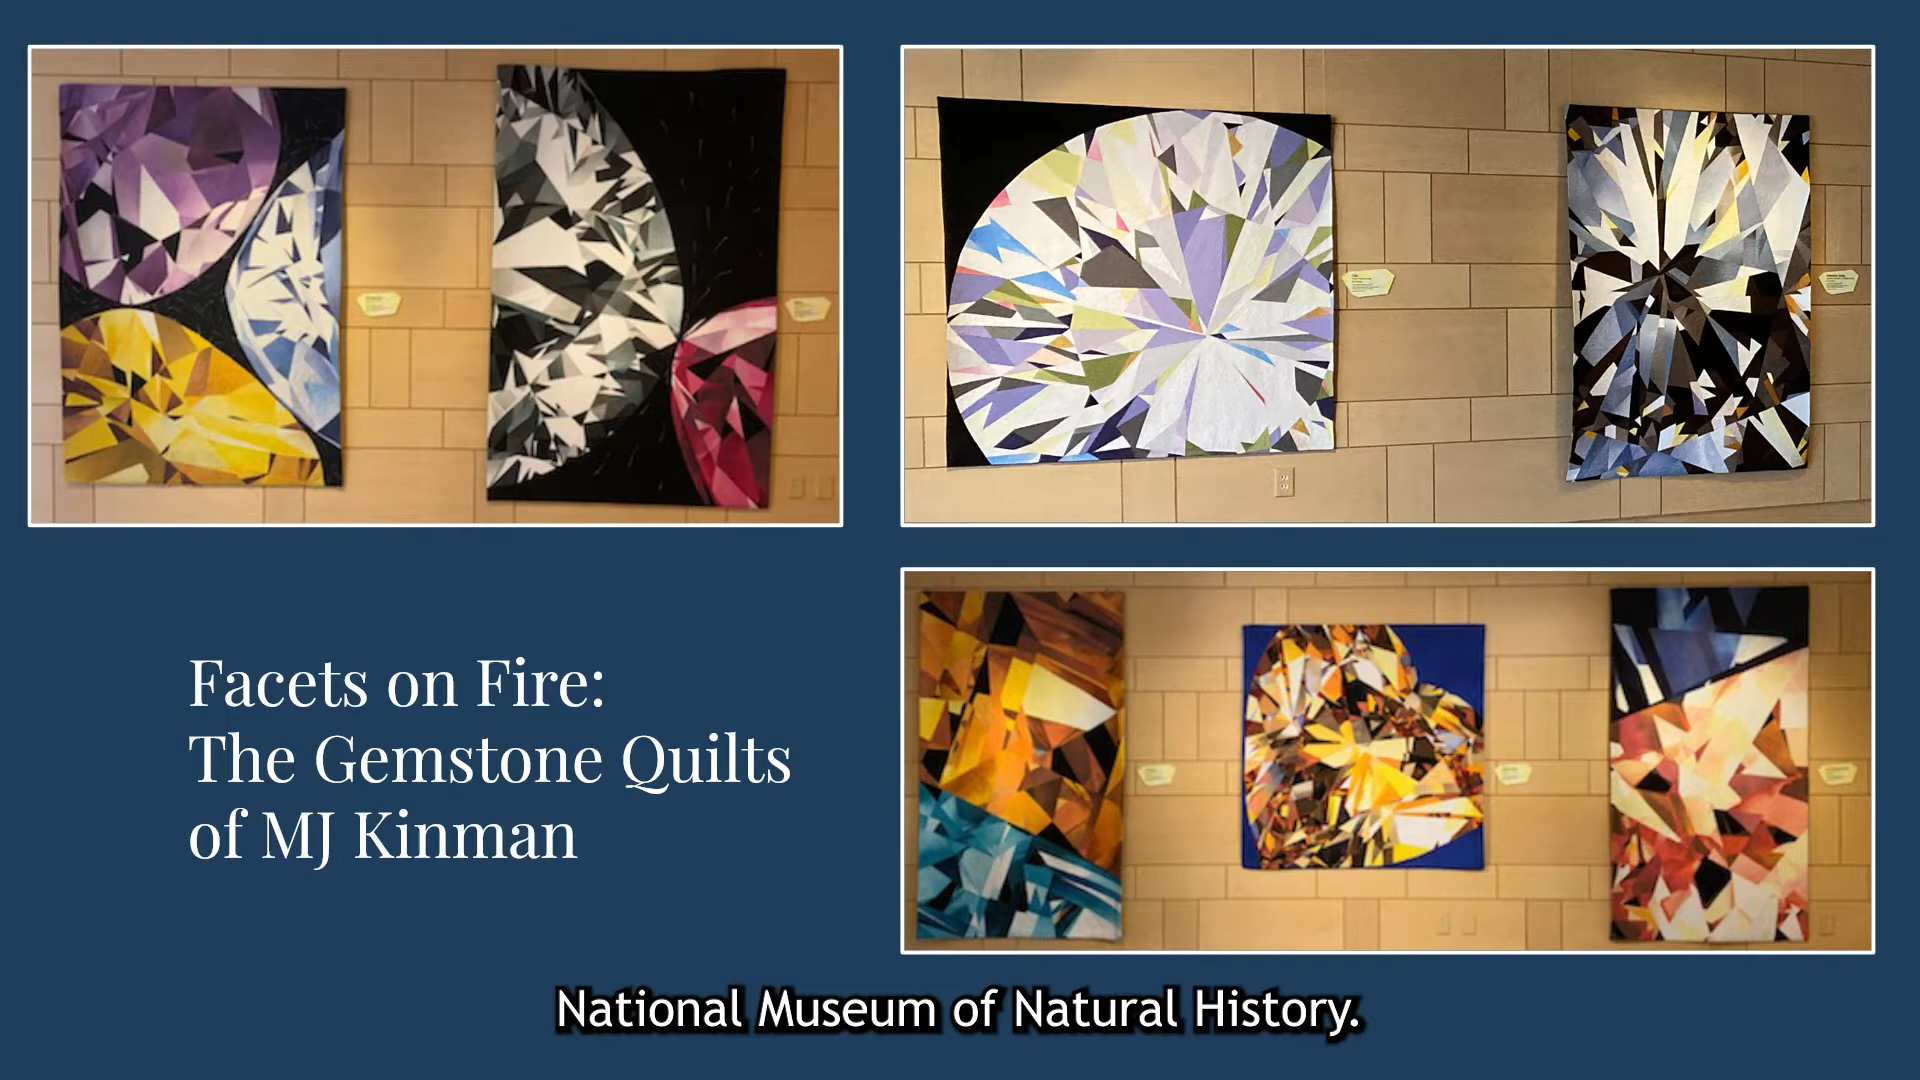 Facets on Fire:
The Gemstone Quilts
of MJ Kinman
National Museum of Natural History.